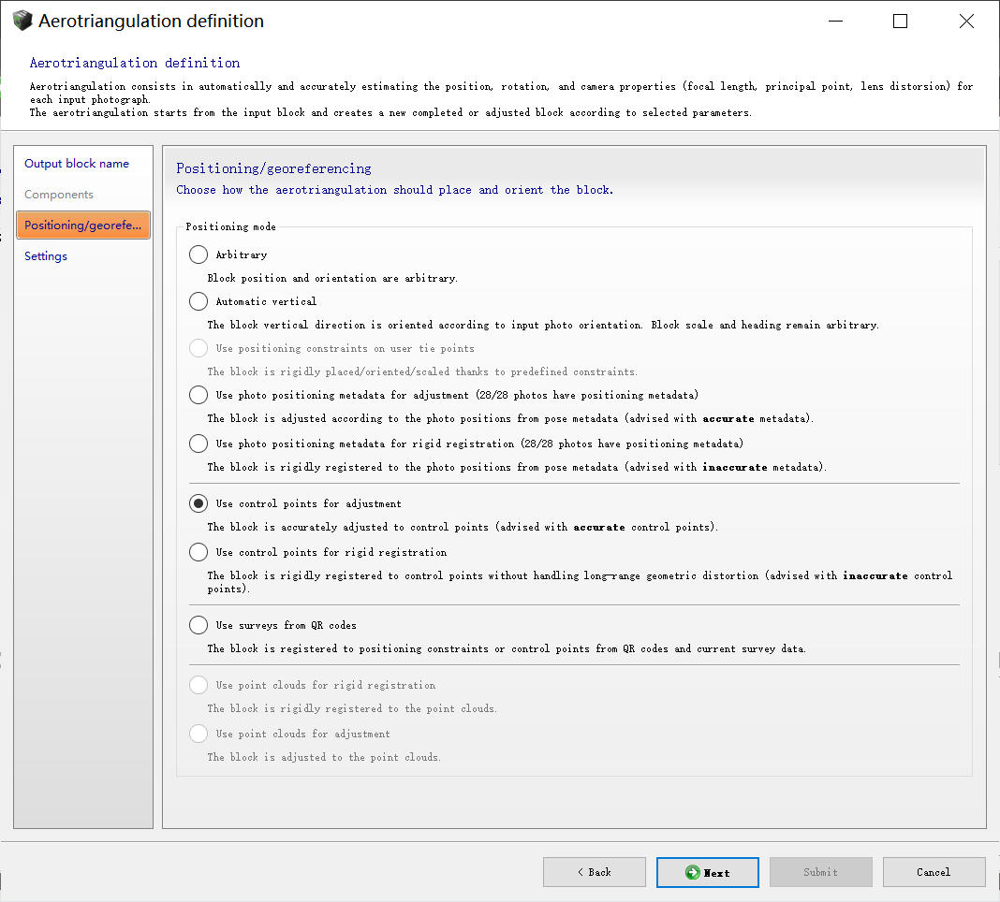 Aerotriangulation definition
Aerotriangulation definition
Aerotriangulation consists in automatically and accurately estimating the position, rotation, and camera properties (focal length, principal point, lens distorsion) for
each input photograph.
The aerotriangulation starts from the input block and creates a new completed or adjusted block according to selected parameters.
Output block name
Components
Positioning/georefe...
Settings
Positioning/georeferencing
Choose how the aerotriangulation should place and orient the block.
Positioning mode
Arbitrary
Block position and orientation are arbitrary.
Automatic vertical
The block vertical direction is oriented according to input photo orientation. Block scale and heading remain arbitrary.
Use positioning constraints on user tie points
The block is rigidly placed/oriented/scaled thanks to predefined constraints.
Use photo positioning metadata for adjustment (28/28 photos have positioning metadata)
The block is adjusted according to the photo positions from pose metadata (advised with accurate metadata).
Use photo positioning metadata for rigid registration (28/28 photos have positioning metadata)
The block is rigidly registered to the photo positions from pose metadata (advised with inaccurate metadata).
Use control points for adjustment
The block is accurately adjusted to control points (advised with accurate control points).
Use control points for rigid registration
The block is rigidly registered to control points without handling long-range geometric distortion (advised with inaccurate control
points).
Use surveys from QR codes
The block is registered to positioning constraints or control points from QR codes and current survey data.
Use point clouds for rigid registration
The block is rigidly registered to the point clouds.
Use point clouds for adjustment
The block is adjusted to the point clouds.
< Back
Next
Submit
Cancel